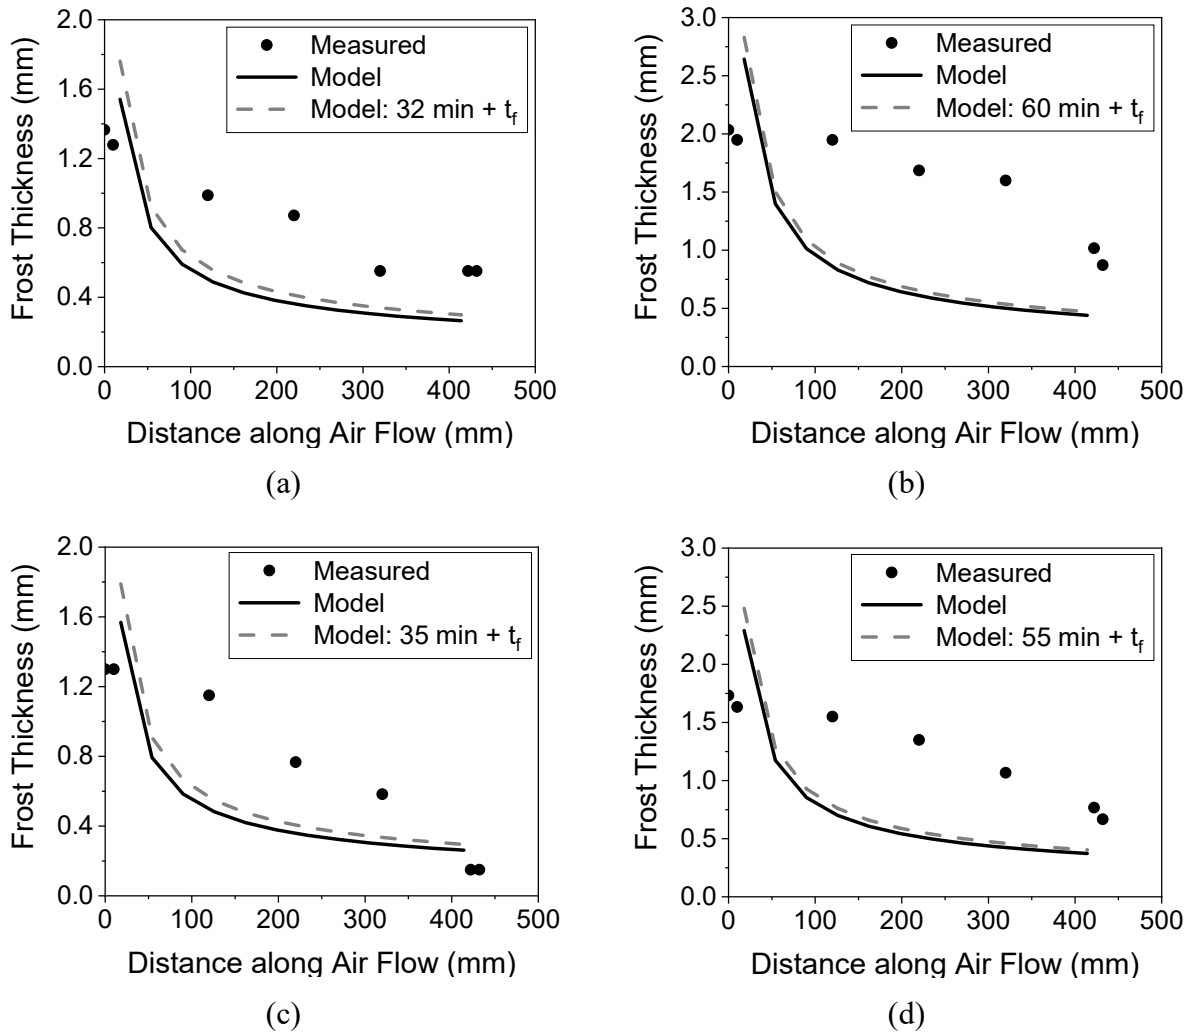 Frost Thickness (mm)
2.0
1.6
1.2
0.8
0.4
0.0
Measured
Model
Model: 32 min + t_f
0 100 200 300 400 500
Distance along Air Flow (mm)
(a)
Frost Thickness (mm)
3.0
2.5
2.0
1.5
1.0
0.5
0.0
Measured
Model
Model: 60 min + t_f
0 100 200 300 400 500
Distance along Air Flow (mm)
(b)
Frost Thickness (mm)
2.0
1.6
1.2
0.8
0.4
0.0
Measured
Model
Model: 35 min + t_f
0 100 200 300 400 500
Distance along Air Flow (mm)
(c)
Frost Thickness (mm)
3.0
2.5
2.0
1.5
1.0
0.5
0.0
Measured
Model
Model: 55 min + t_f
0 100 200 300 400 500
Distance along Air Flow (mm)
(d)